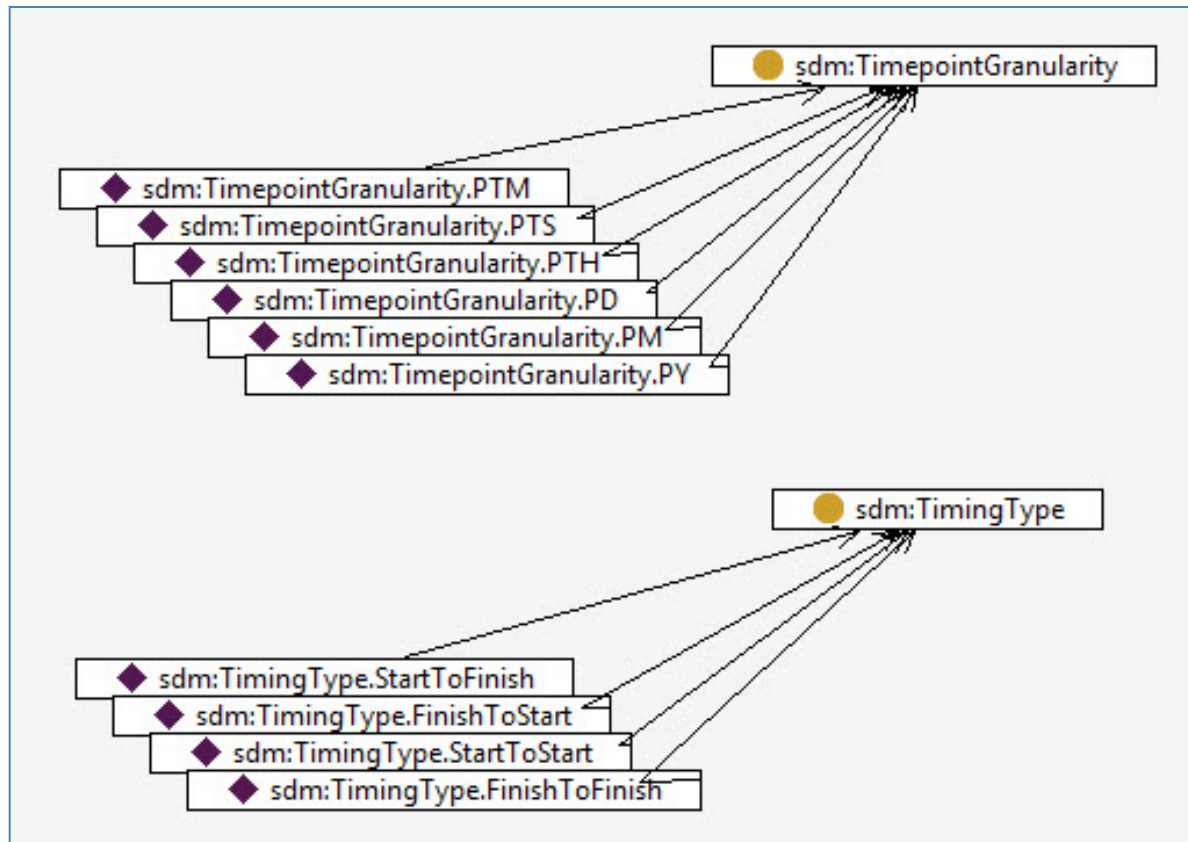 sdm:TimepointGranularity
sdm:TimepointGranularity.PTM
sdm:TimepointGranularity.PTS
sdm:TimepointGranularity.PTH
sdm:TimepointGranularity.PD
sdm:TimepointGranularity.PM
sdm:TimepointGranularity.PY
sdm:TimingType
sdm:TimingType.StartToFinish
sdm:TimingType.FinishToStart
sdm:TimingType.StartToStart
sdm:TimingType.FinishToFinish